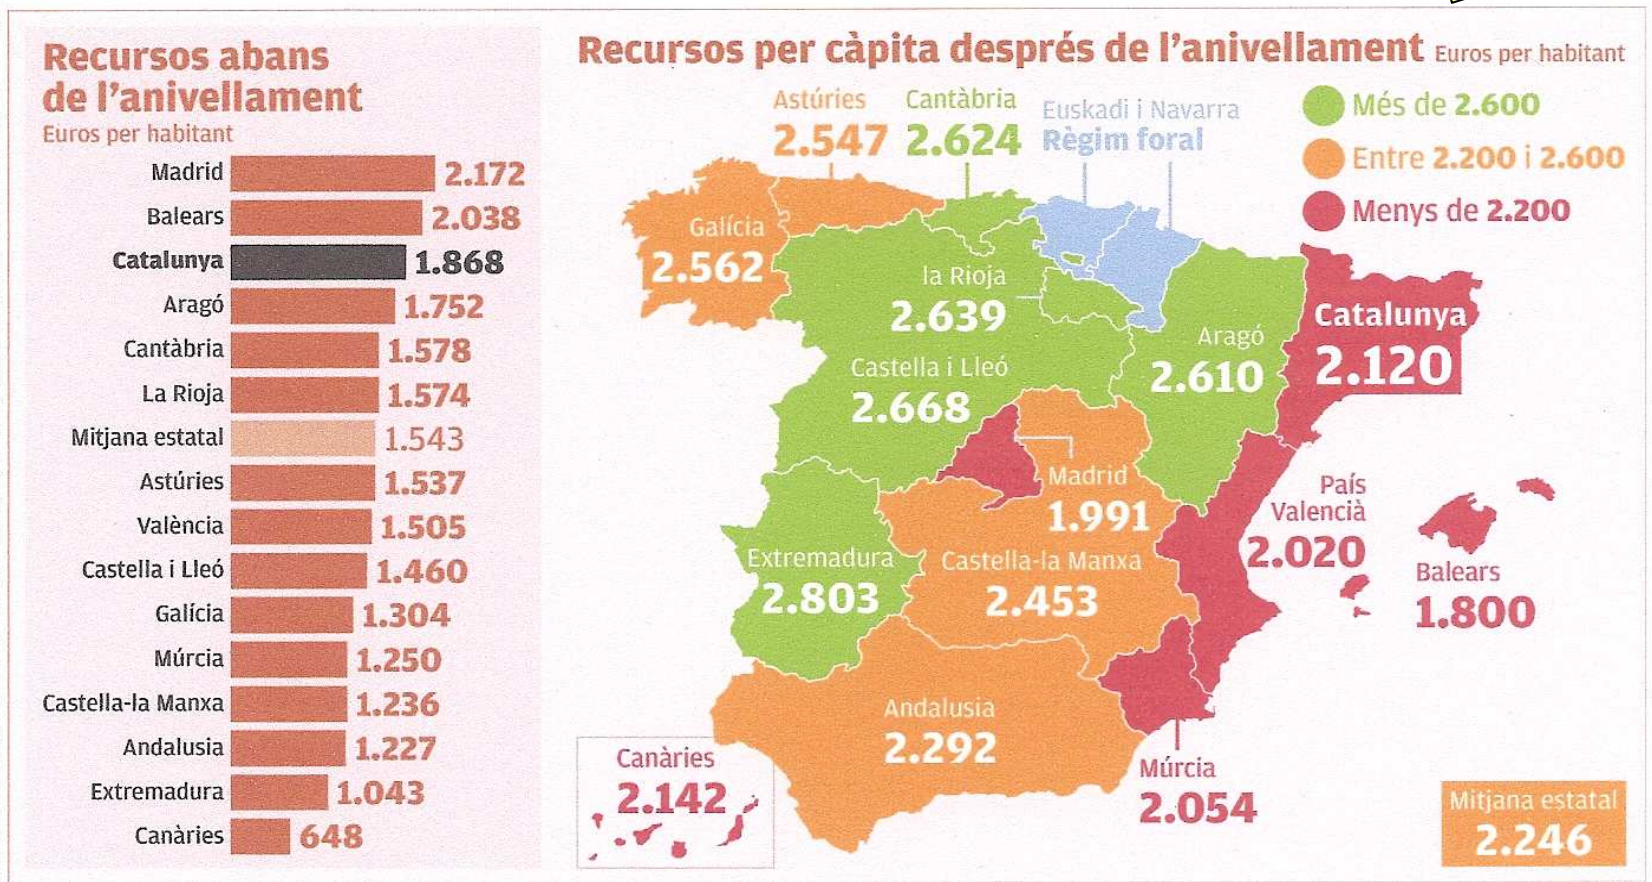 Recursos abans
de l'anivellament
Euros per habitant
Madrid 2.172
Balears 2.038
Catalunya 1.868
Aragó 1.752
Cantàbria 1.578
La Rioja 1.574
Mitjana estatal 1.543
Astúries 1.537
València 1.505
Castella i Lleó 1.460
Galícia 1.304
Múrcia 1.250
Castella-la Manxa 1.236
Andalusia 1.227
Extremadura 1.043
Canàries 648
Recursos per càpita després de l'anivellament Euros per habitant
Més de 2.600
Entre 2.200 i 2.600
Menys de 2.200
Astúries
2.547
Cantàbria
2.624
Euskadi i Navarra
Règim foral
Galícia
2.562
la Rioja
2.639
Castella i Lleó
2.668
Aragó
2.610
Catalunya
2.120
Madrid
1.991
País
Valencià
2.020
Balears
1.800
Extremadura
2.803
Castella-la Manxa
2.453
Andalusia
2.292
Múrcia
2.054
Canàries
2.142
Mitjana estatal
2.246